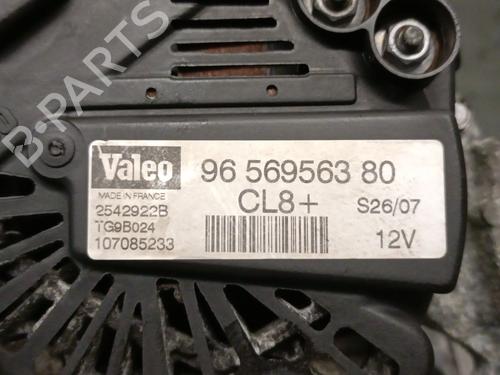 Valeo
96 569563 80
MADE IN FRANCE
CL8+
S26/07
2542922B
TG9B024
107085233
12V
B-PARTS